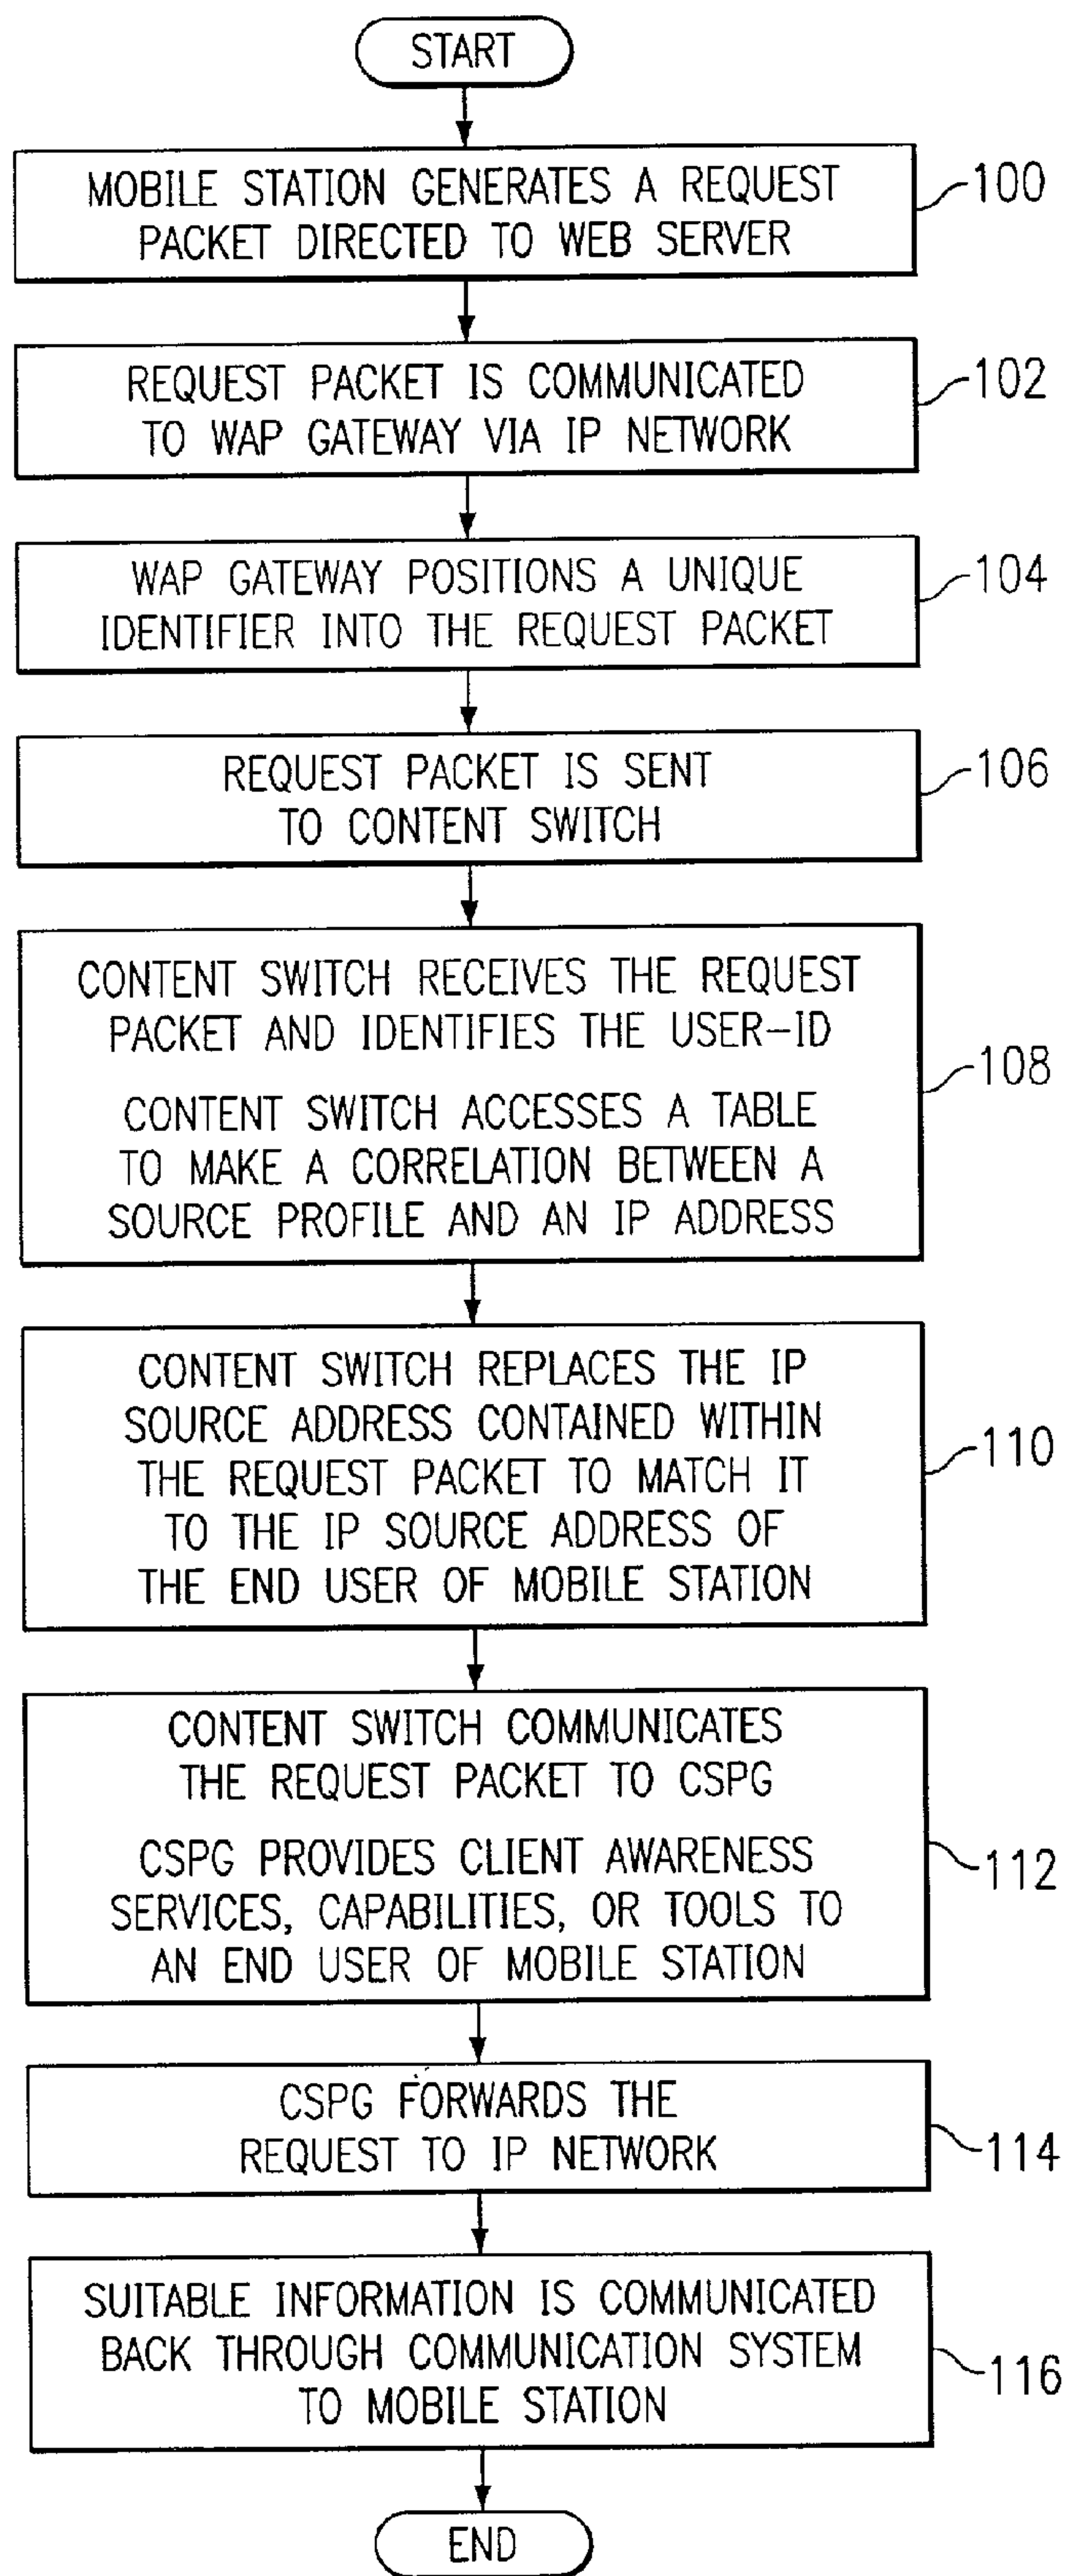 START
MOBILE STATION GENERATES A REQUEST
PACKET DIRECTED TO WEB SERVER
100
REQUEST PACKET IS COMMUNICATED
TO WAP GATEWAY VIA IP NETWORK
102
WAP GATEWAY POSITIONS A UNIQUE
IDENTIFIER INTO THE REQUEST PACKET
104
REQUEST PACKET IS SENT
TO CONTENT SWITCH
106
CONTENT SWITCH RECEIVES THE REQUEST
PACKET AND IDENTIFIES THE USER-ID
CONTENT SWITCH ACCESSES A TABLE
TO MAKE A CORRELATION BETWEEN A
SOURCE PROFILE AND AN IP ADDRESS
108
CONTENT SWITCH REPLACES THE IP
SOURCE ADDRESS CONTAINED WITHIN
THE REQUEST PACKET TO MATCH IT
TO THE IP SOURCE ADDRESS OF
THE END USER OF MOBILE STATION
110
CONTENT SWITCH COMMUNICATES
THE REQUEST PACKET TO CSPG
CSPG PROVIDES CLIENT AWARENESS
SERVICES, CAPABILITIES, OR TOOLS TO
AN END USER OF MOBILE STATION
112
CSPG FORWARDS THE
REQUEST TO IP NETWORK
114
SUITABLE INFORMATION IS COMMUNICATED
BACK THROUGH COMMUNICATION SYSTEM
TO MOBILE STATION
116
END